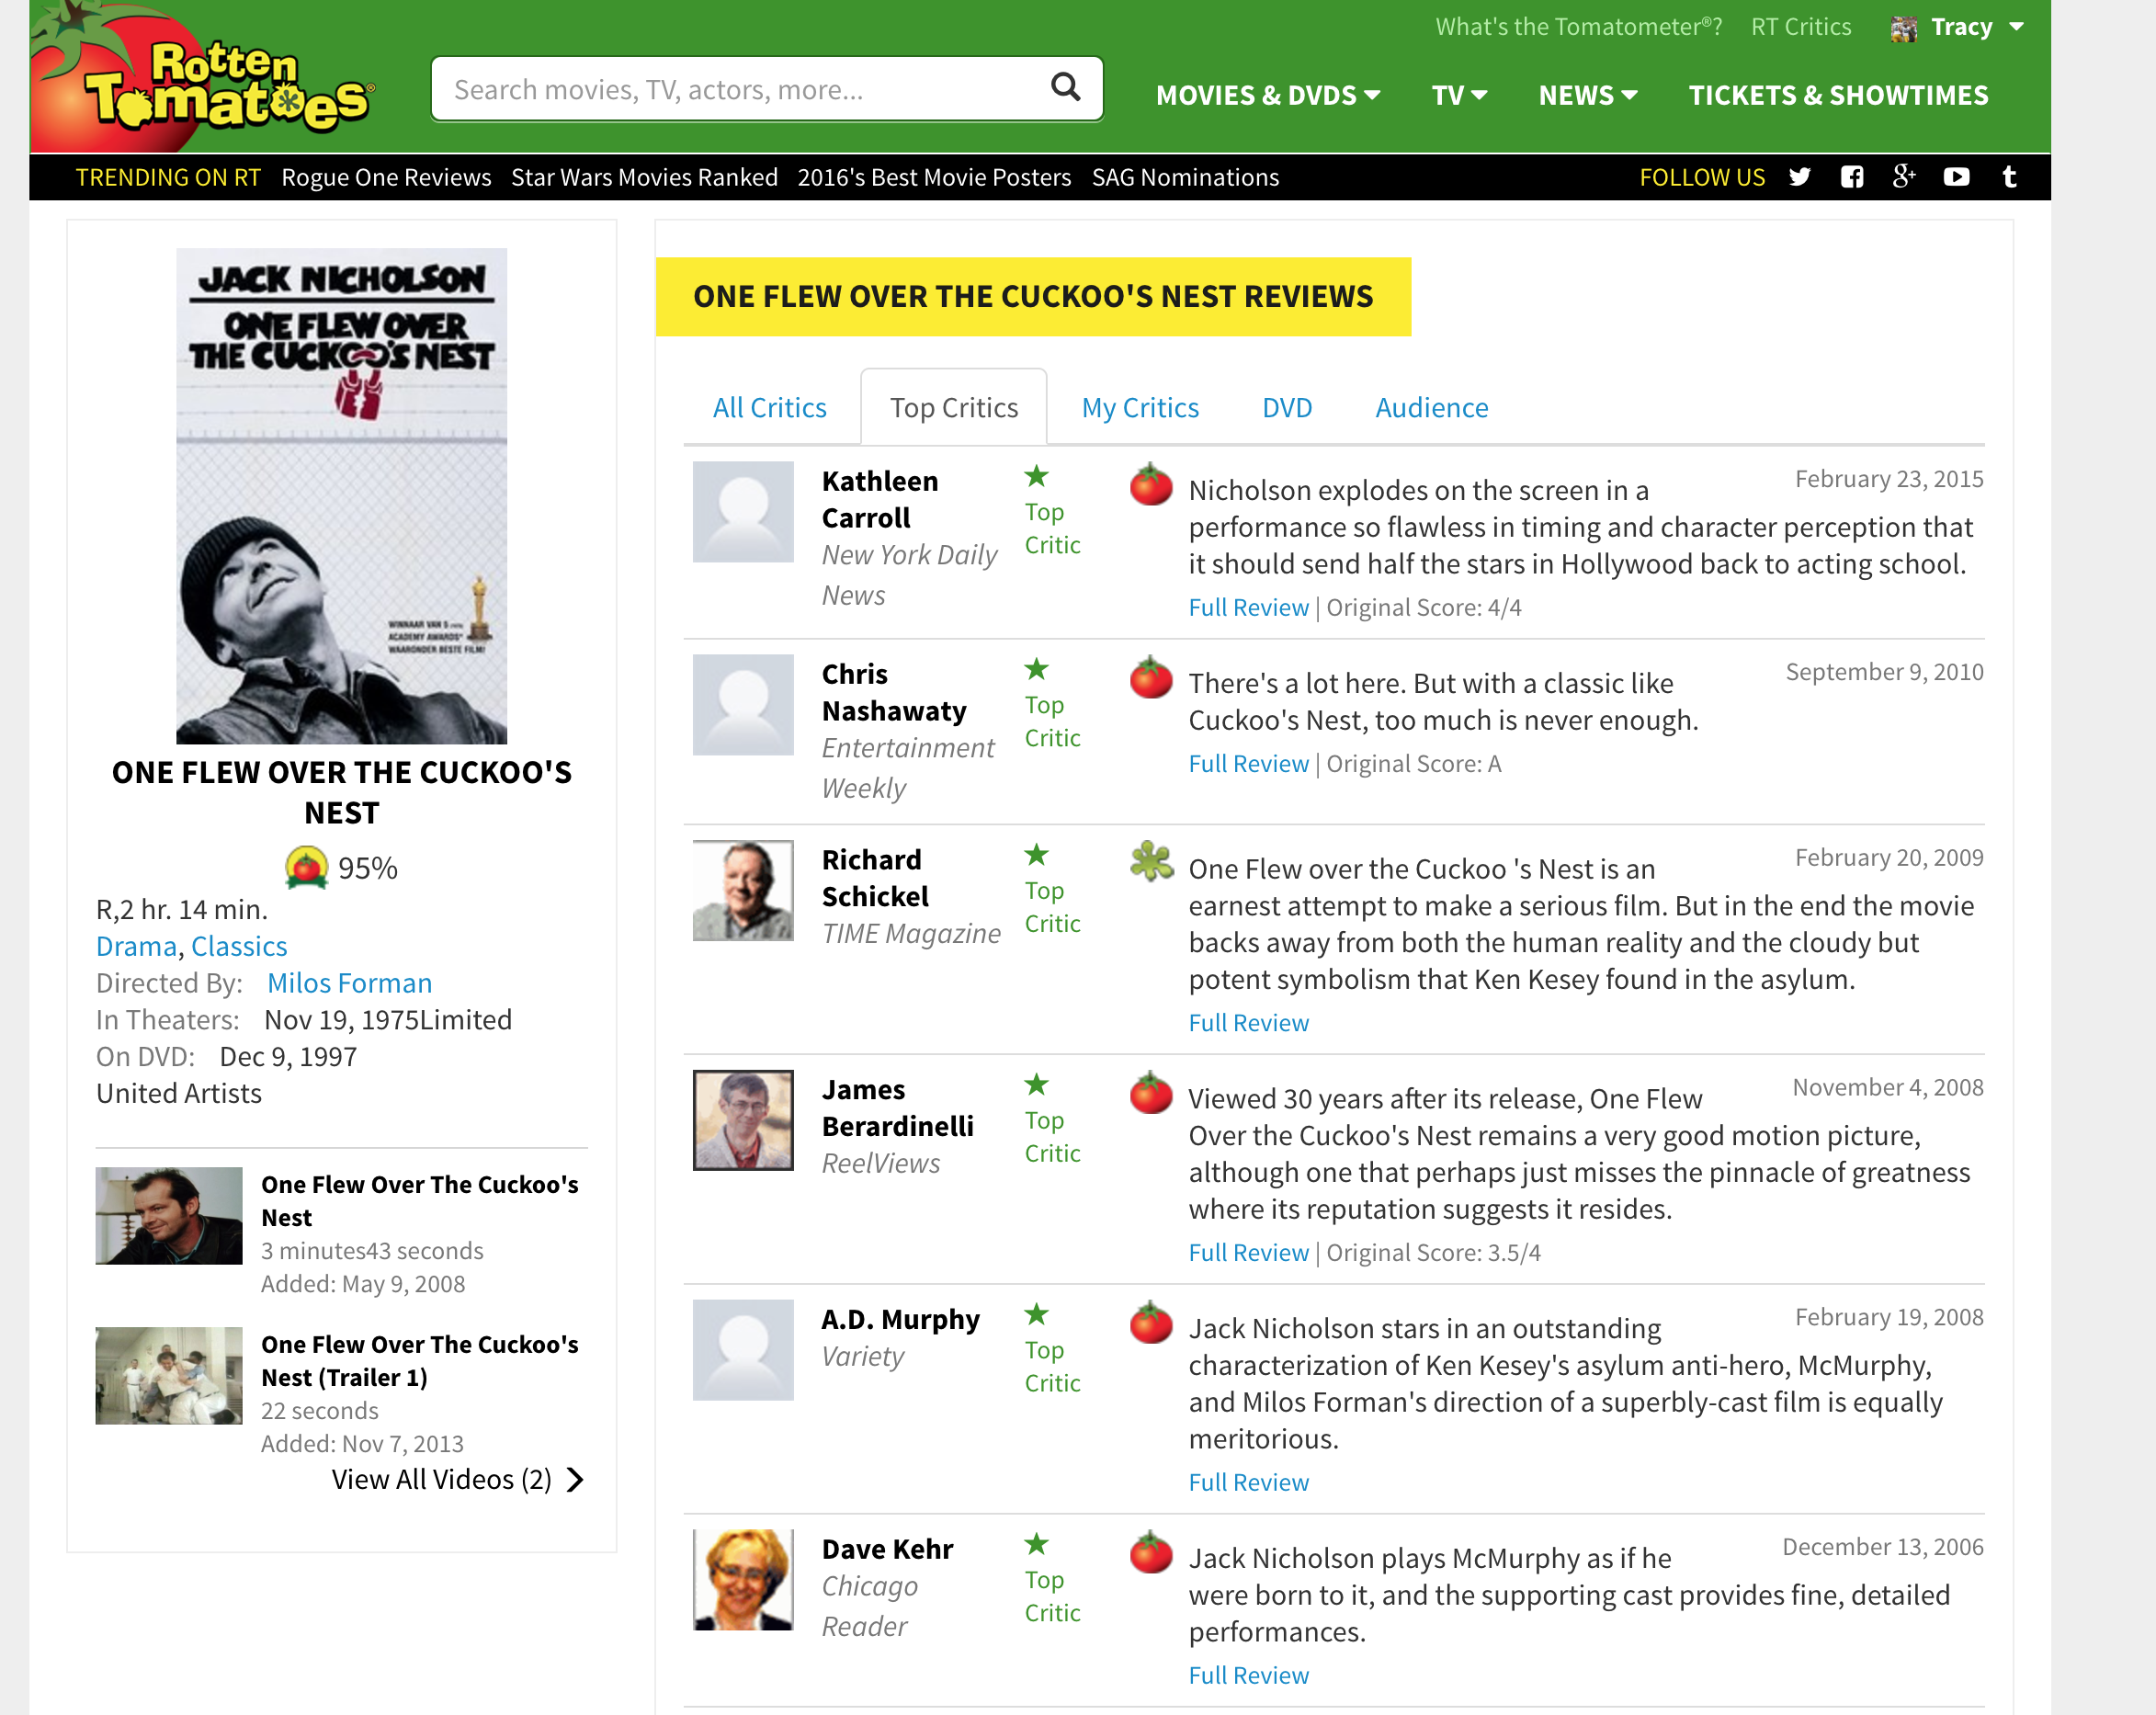 Rotten
Tomatoes®
Search movies, TV, actors, more...
What's the Tomatometer®? RT Critics Tracy
MOVIES & DVDS TV NEWS TICKETS & SHOWTIMES
TRENDING ON RT Rogue One Reviews Star Wars Movies Ranked 2016's Best Movie Posters SAG Nominations FOLLOW US
JACK NICHOLSON
ONE FLEW OVER
THE CUCKOO'S NEST
WINNAAR VAN 5
ACADEMY AWARDS
WAARONDER BESTE FILM!
ONE FLEW OVER THE CUCKOO'S
NEST
95%
R,2 hr. 14 min.
Drama, Classics
Directed By: Milos Forman
In Theaters: Nov 19, 1975Limited
On DVD: Dec 9, 1997
United Artists
One Flew Over The Cuckoo's
Nest
3 minutes43 seconds
Added: May 9, 2008
One Flew Over The Cuckoo's
Nest (Trailer 1)
22 seconds
Added: Nov 7, 2013
View All Videos (2)
ONE FLEW OVER THE CUCKOO'S NEST REVIEWS
All Critics Top Critics My Critics DVD Audience
Kathleen
Carroll
New York Daily
News
Top
Critic
February 23, 2015
Nicholson explodes on the screen in a
performance so flawless in timing and character perception that
it should send half the stars in Hollywood back to acting school.
Full Review | Original Score: 4/4
Chris
Nashawaty
Entertainment
Weekly
Top
Critic
September 9, 2010
There's a lot here. But with a classic like
Cuckoo's Nest, too much is never enough.
Full Review | Original Score: A
Richard
Schickel
TIME Magazine
Top
Critic
February 20, 2009
One Flew over the Cuckoo 's Nest is an
earnest attempt to make a serious film. But in the end the movie
backs away from both the human reality and the cloudy but
potent symbolism that Ken Kesey found in the asylum.
Full Review
James
Berardinelli
ReelViews
Top
Critic
November 4, 2008
Viewed 30 years after its release, One Flew
Over the Cuckoo's Nest remains a very good motion picture,
although one that perhaps just misses the pinnacle of greatness
where its reputation suggests it resides.
Full Review | Original Score: 3.5/4
A.D. Murphy
Variety
Top
Critic
February 19, 2008
Jack Nicholson stars in an outstanding
characterization of Ken Kesey's asylum anti-hero, McMurphy,
and Milos Forman's direction of a superbly-cast film is equally
meritorious.
Full Review
Dave Kehr
Chicago
Reader
Top
Critic
December 13, 2006
Jack Nicholson plays McMurphy as if he
were born to it, and the supporting cast provides fine, detailed
performances.
Full Review